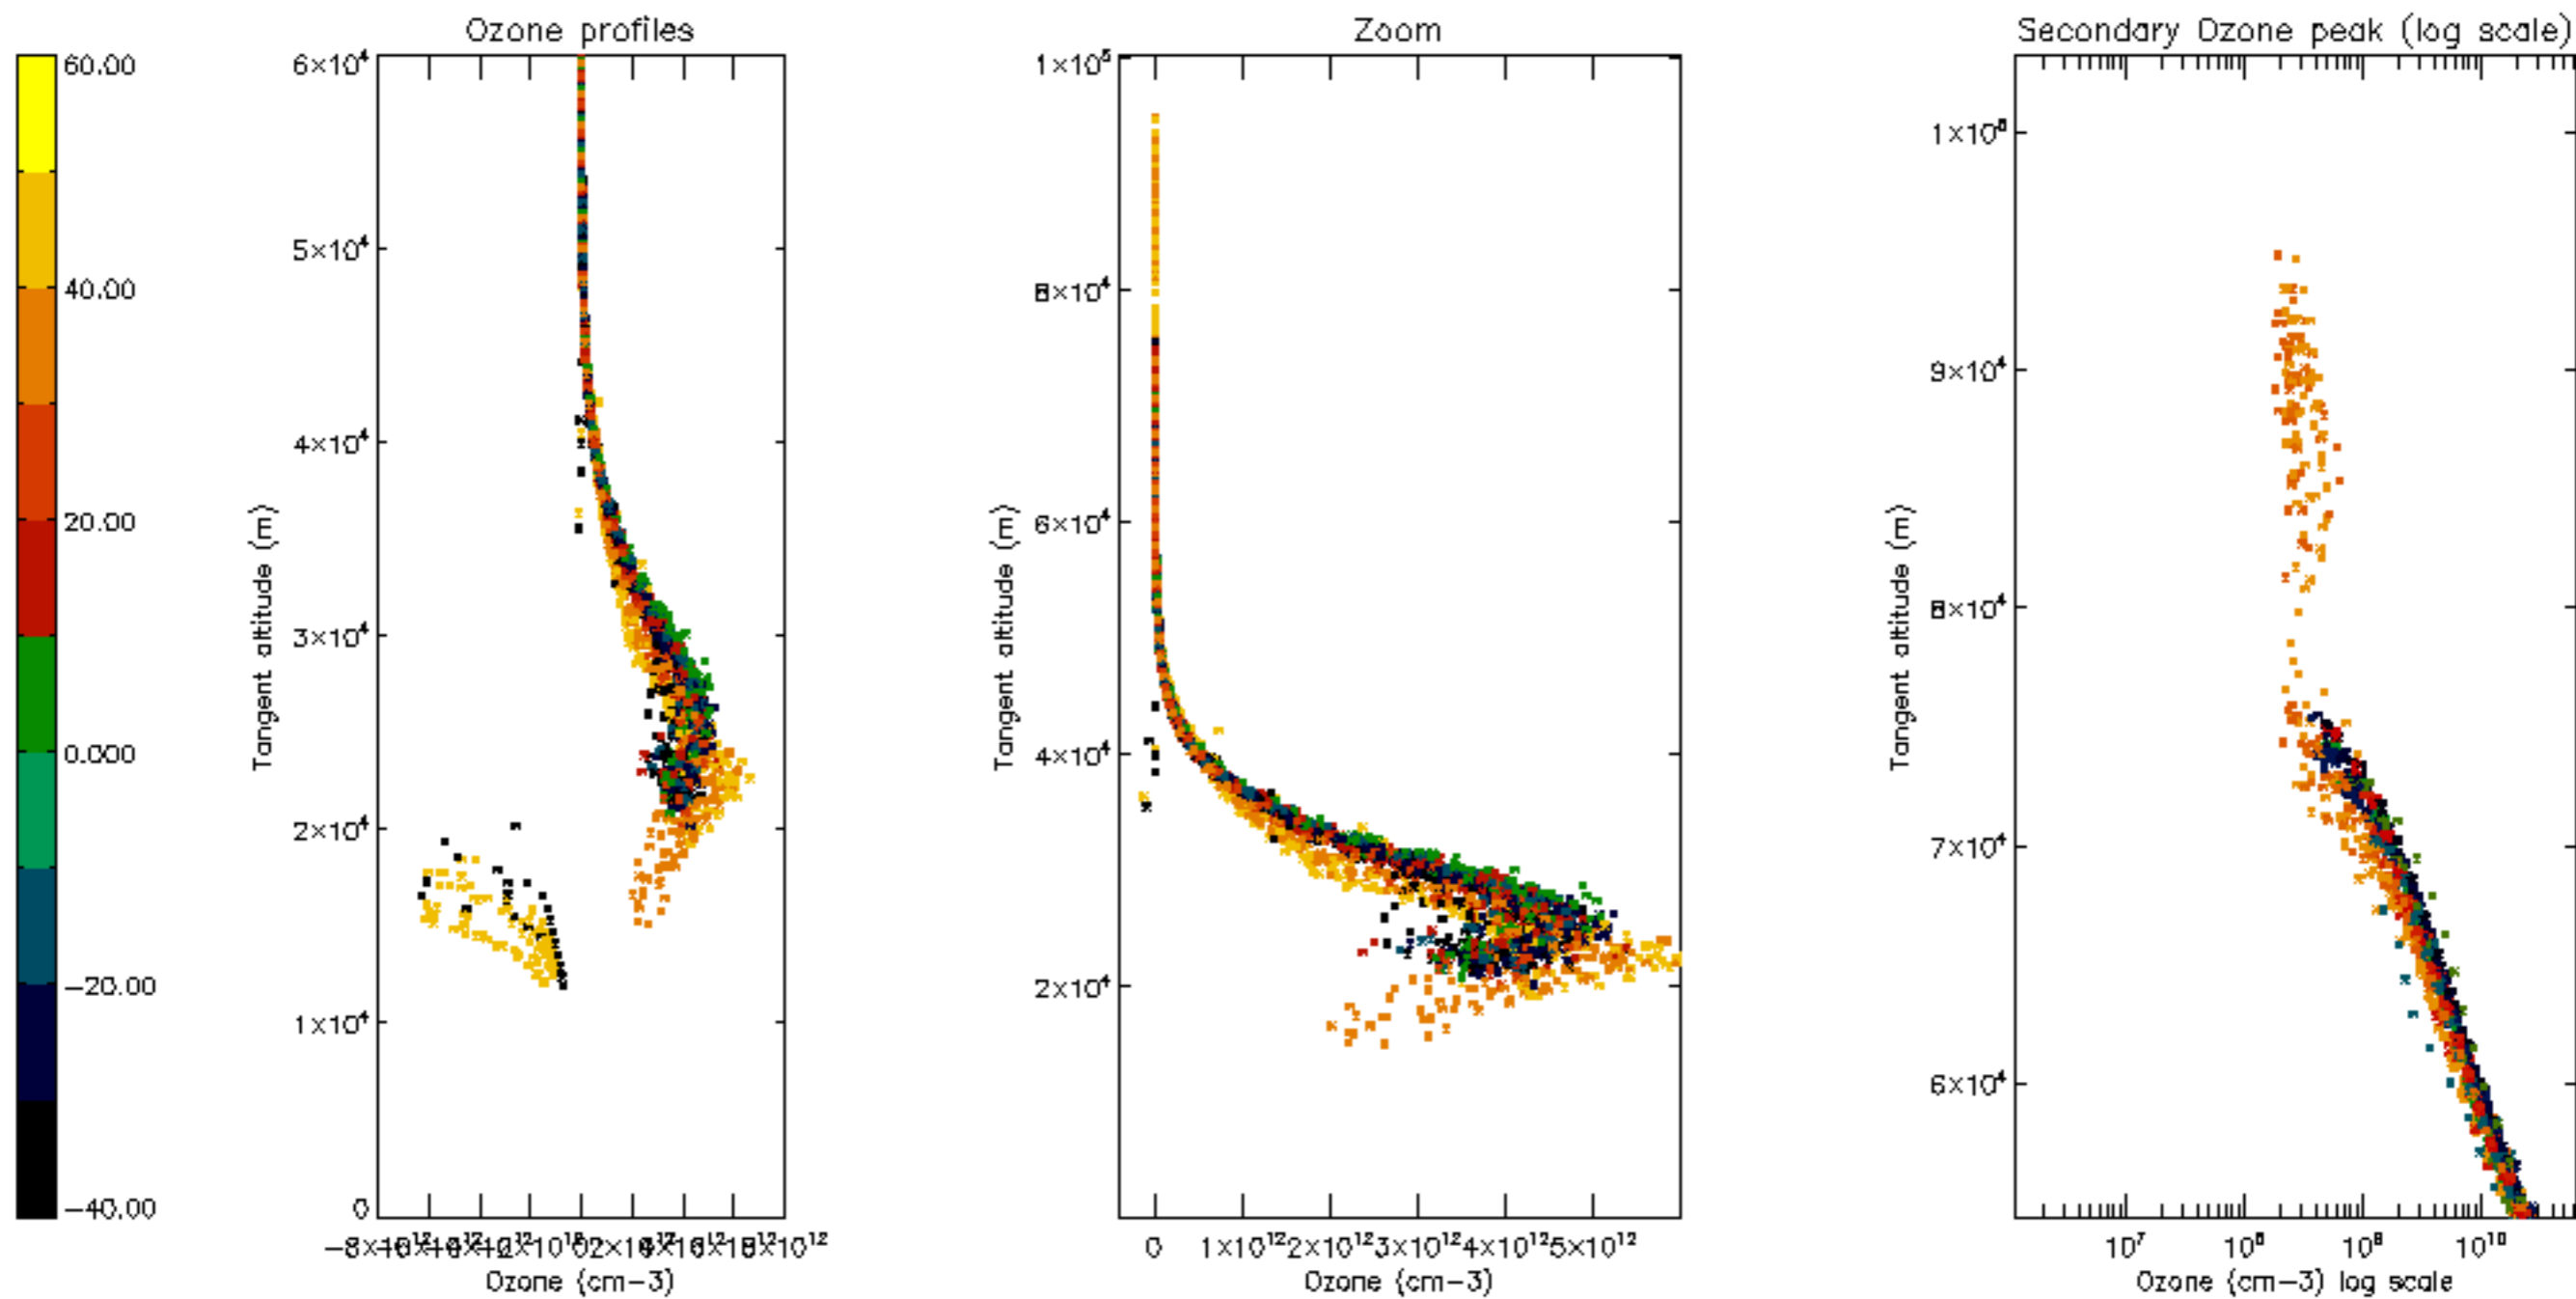 Ozone profiles
Zoom
Secondary Ozone peak (log scale)
60.00
40.00
20.00
0.000
-20.00
-40.00
6×10⁴
5×10⁴
4×10⁴
3×10⁴
2×10⁴
1×10⁴
0
Tangent altitude (m)
Ozone (cm-3)
1×10⁵
8×10⁴
6×10⁴
4×10⁴
2×10⁴
Tangent altitude (m)
0 1×10¹² 2×10¹² 3×10¹² 4×10¹² 5×10¹²
Ozone (cm-3)
9×10⁴
8×10⁴
7×10⁴
6×10⁴
Tangent altitude (m)
10⁷ 10⁸ 10⁹ 10¹⁰
Ozone (cm-3) log scale